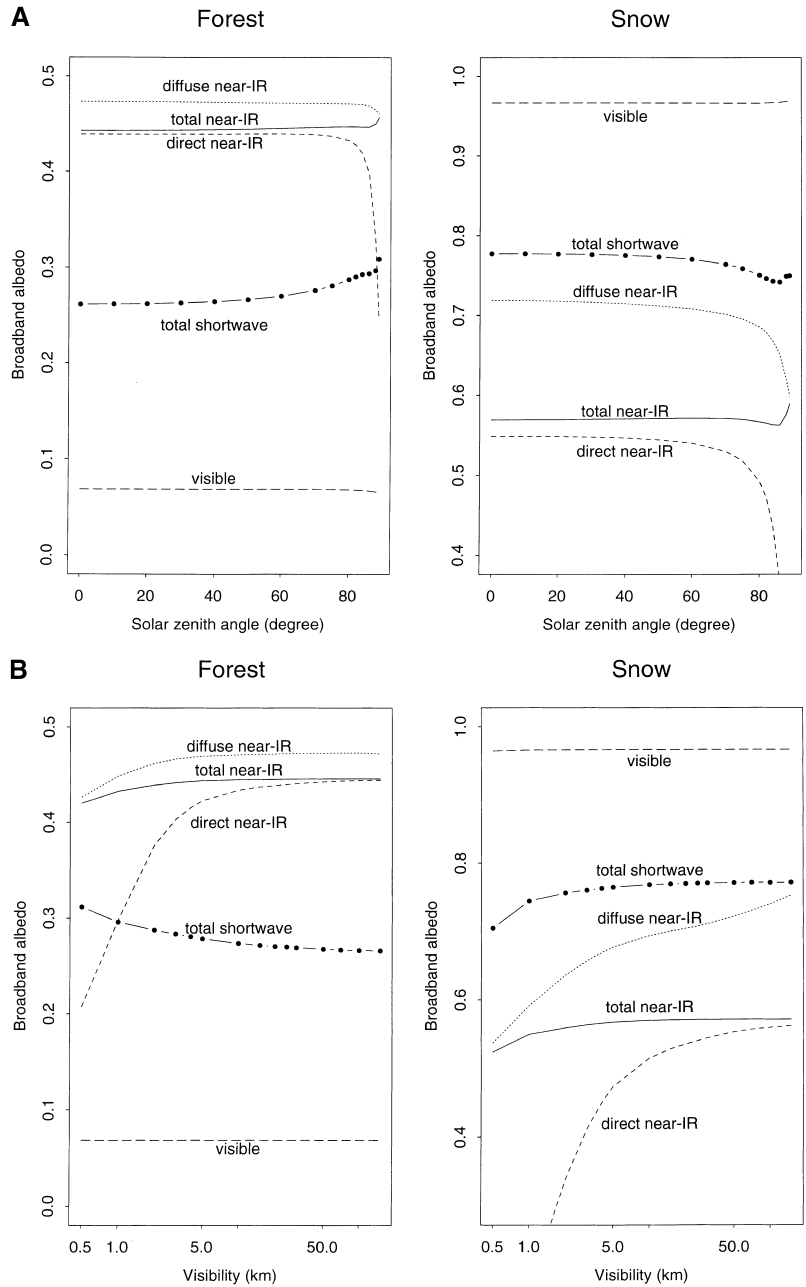 A
Forest
Snow
Broadband albedo
0.5
0.4
0.3
0.2
0.1
0.0
diffuse near-IR
total near-IR
direct near-IR
total shortwave
visible
0 20 40 60 80
Solar zenith angle (degree)
Broadband albedo
1.0
0.9
0.8
0.7
0.6
0.5
0.4
visible
total shortwave
diffuse near-IR
total near-IR
direct near-IR
0 20 40 60 80
Solar zenith angle (degree)
B
Forest
Snow
Broadband albedo
0.5
0.4
0.3
0.2
0.1
0.0
diffuse near-IR
total near-IR
direct near-IR
total shortwave
visible
0.5 1.0 5.0 50.0
Visibility (km)
Broadband albedo
1.0
0.8
0.6
0.4
visible
total shortwave
diffuse near-IR
total near-IR
direct near-IR
0.5 1.0 5.0 50.0
Visibility (km)